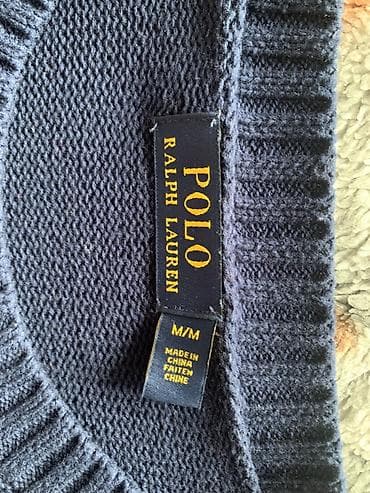 POLO
RALPH LAUREN
M/M
MADE IN
CHINA
FAIT EN
CHINE